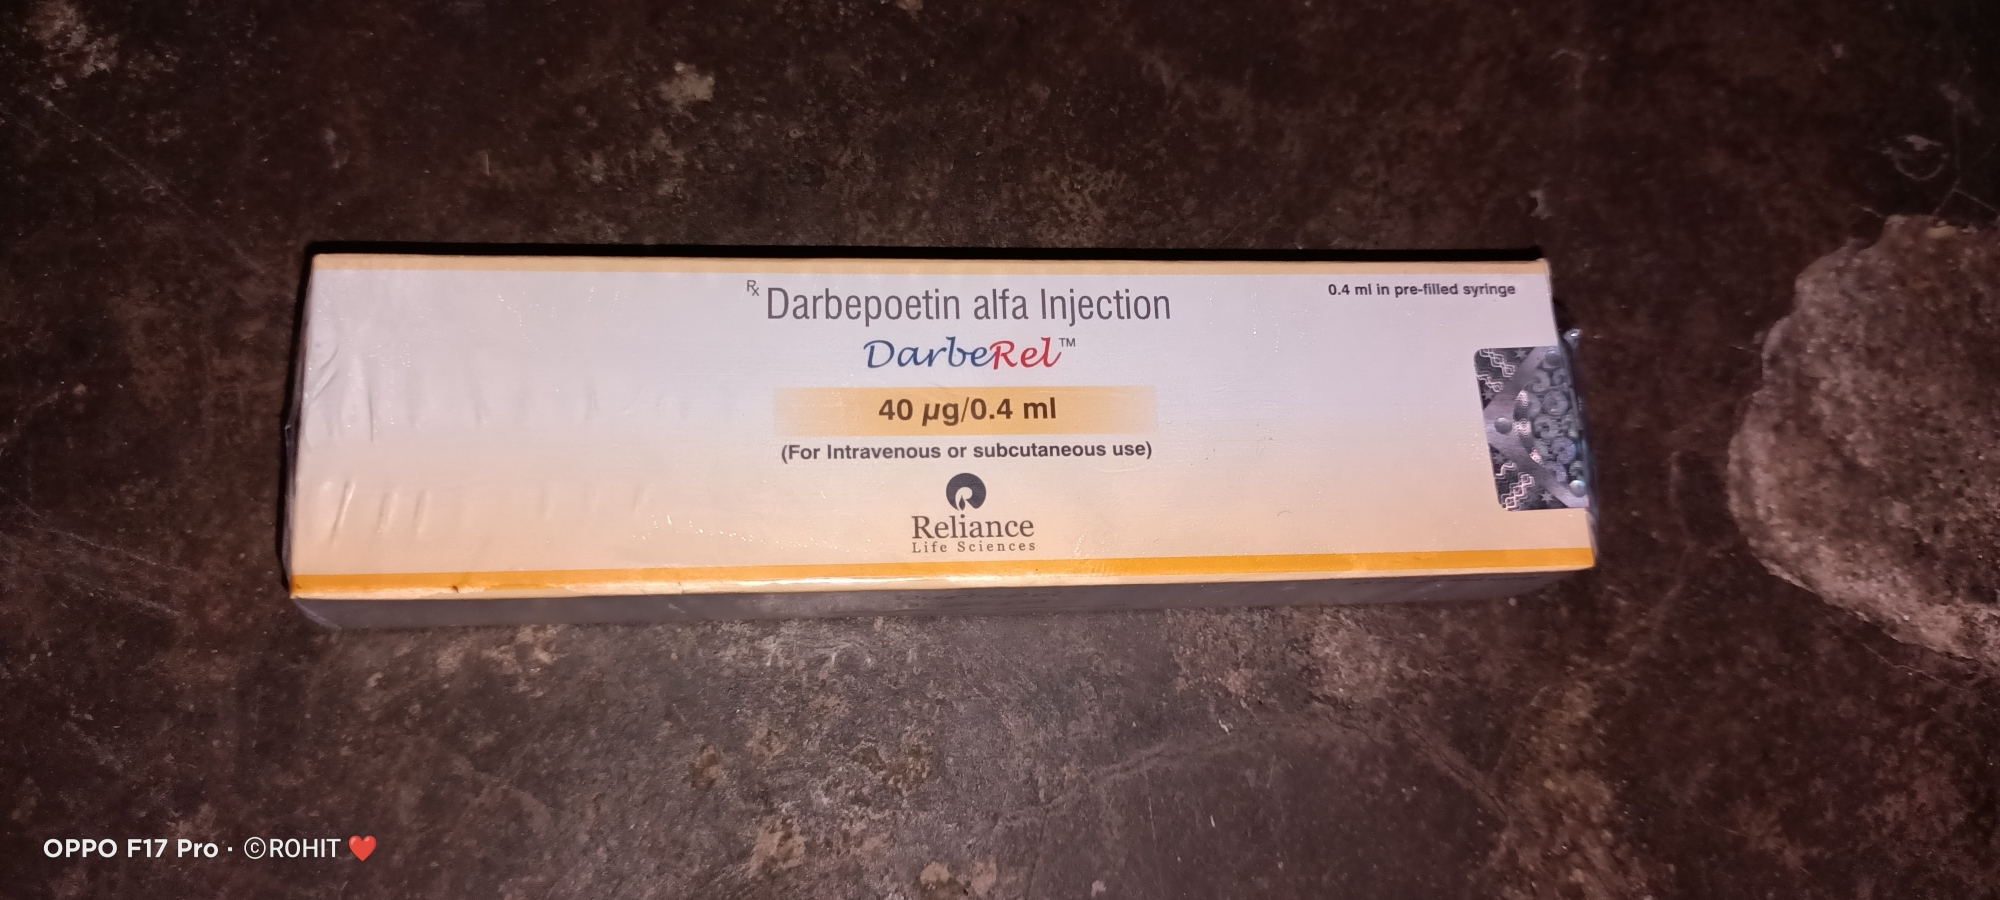 Rx Darbepoetin alfa Injection
0.4 ml in pre-filled syringe
DarbeRel™
40 µg/0.4 ml
(For Intravenous or subcutaneous use)
Reliance
Life Sciences
OPPO F17 Pro · ©ROHIT ❤️